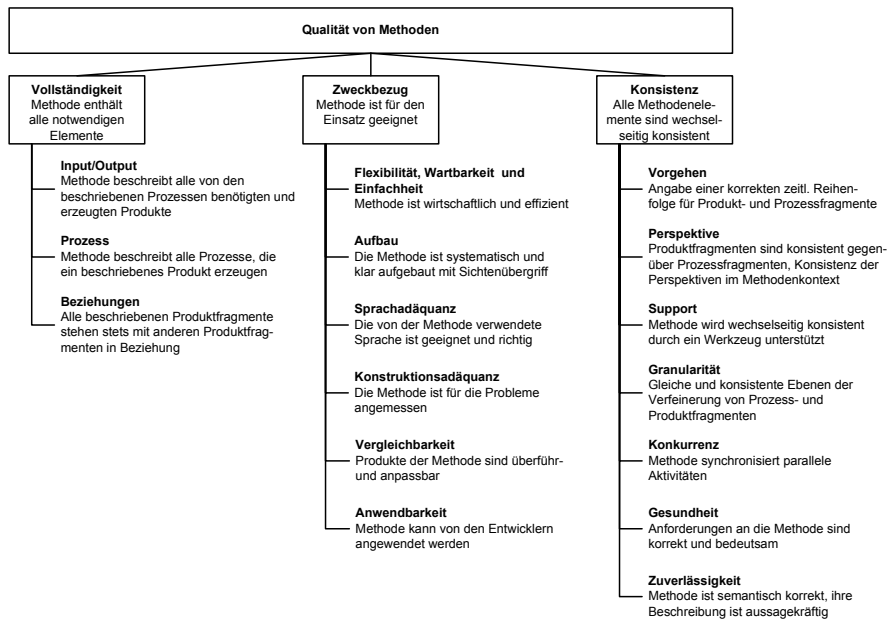 Qualität von Methoden
Vollständigkeit
Methode enthält
alle notwendigen
Elemente
Input/Output
Methode beschreibt alle von den
beschriebenen Prozessen benötigten und
erzeugten Produkte
Prozess
Methode beschreibt alle Prozesse, die
ein beschriebenes Produkt erzeugen
Beziehungen
Alle beschriebenen Produktfragmente
stehen stets mit anderen Produktfrag-
menten in Beziehung
Zweckbezug
Methode ist für den
Einsatz geeignet
Flexibilität, Wartbarkeit und
Einfachheit
Methode ist wirtschaftlich und effizient
Aufbau
Die Methode ist systematisch und
klar aufgebaut mit Sichtenübergriff
Sprachadäquanz
Die von der Methode verwendete
Sprache ist geeignet und richtig
Konstruktionsadäquanz
Die Methode ist für die Probleme
angemessen
Vergleichbarkeit
Produkte der Methode sind überführ-
und anpassbar
Anwendbarkeit
Methode kann von den Entwicklern
angewendet werden
Konsistenz
Alle Methodenele-
mente sind wechsel-
seitig konsistent
Vorgehen
Angabe einer korrekten zeitl. Reihen-
folge für Produkt- und Prozessfragmente
Perspektive
Produktfragmenten sind konsistent gegen-
über Prozessfragmenten, Konsistenz der
Perspektiven im Methodenkontext
Support
Methode wird wechselseitig konsistent
durch ein Werkzeug unterstützt
Granularität
Gleiche und konsistente Ebenen der
Verfeinerung von Prozess- und
Produktfragmenten
Konkurrenz
Methode synchronisiert parallele
Aktivitäten
Gesundheit
Anforderungen an die Methode sind
korrekt und bedeutsam
Zuverlässigkeit
Methode ist semantisch korrekt, ihre
Beschreibung ist aussagekräftig